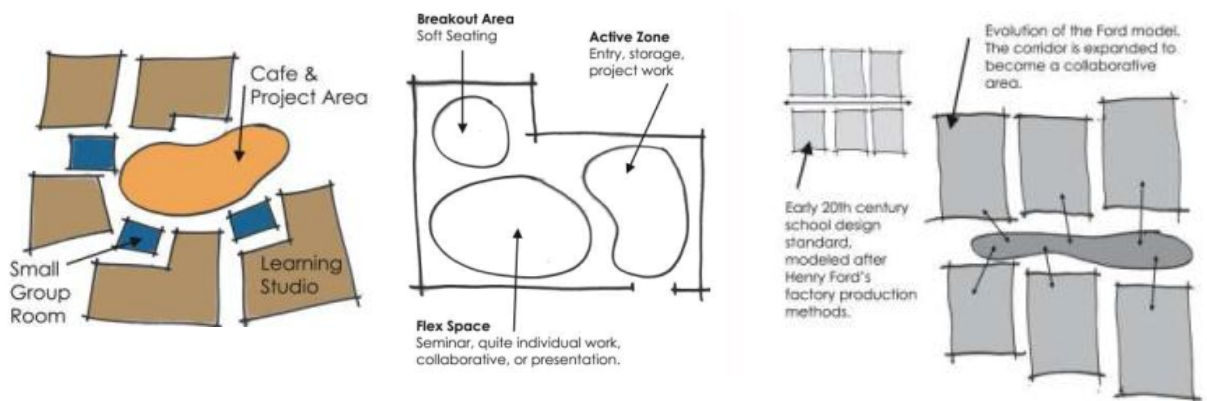 Cafe &
Project Area
Small
Group
Room
Learning
Studio
Breakout Area
Soft Seating
Active Zone
Entry, storage,
project work
Flex Space
Seminar, quite individual work,
collaborative, or presentation.
Evolution of the Ford model.
The corridor is expanded to
become a collaborative
area.
Early 20th century
school design
standard,
modeled after
Henry Ford's
factory production
methods.